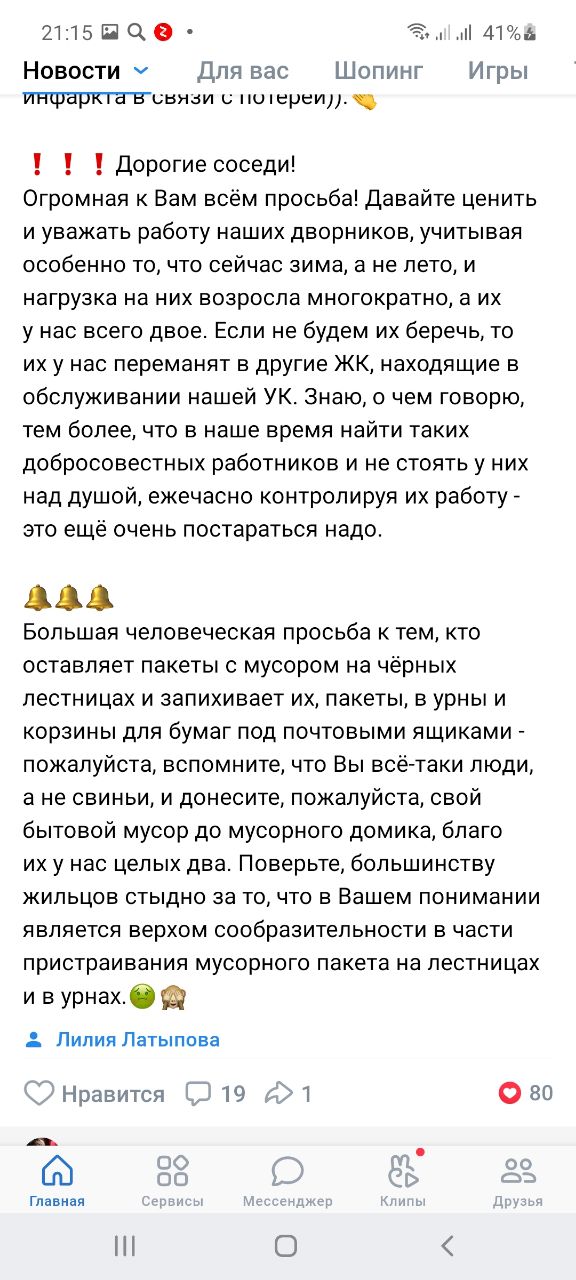 21:15 41%
Новости Для вас Шопинг Игры
инфаркта в связи с потерей)).👏
❗❗❗Дорогие соседи!
Огромная к Вам всём просьба! Давайте ценить
и уважать работу наших дворников, учитывая
особенно то, что сейчас зима, а не лето, и
нагрузка на них возросла многократно, а их
у нас всего двое. Если не будем их беречь, то
их у нас переманят в другие ЖК, находящие в
обслуживании нашей УК. Знаю, о чем говорю,
тем более, что в наше время найти таких
добросовестных работников и не стоять у них
над душой, ежечасно контролируя их работу -
это ещё очень постараться надо.
🔔🔔🔔
Большая человеческая просьба к тем, кто
оставляет пакеты с мусором на чёрных
лестницах и запихивает их, пакеты, в урны и
корзины для бумаг под почтовыми ящиками -
пожалуйста, вспомните, что Вы всё-таки люди,
а не свиньи, и донесите, пожалуйста, свой
бытовой мусор до мусорного домика, благо
их у нас целых два. Поверьте, большинству
жильцов стыдно за то, что в Вашем понимании
является верхом сообразительности в части
пристраивания мусорного пакета на лестницах
и в урнах.🤢🙈
Лилия Латыпова
Нравится 19 1 80
Главная Сервисы Мессенджер Клипы Друзья